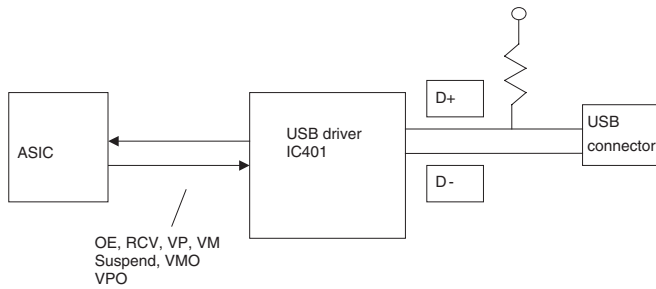 D+
ASIC
USB driver
IC401
USB
connector
D-
OE, RCV, VP, VM
Suspend, VMO
VPO